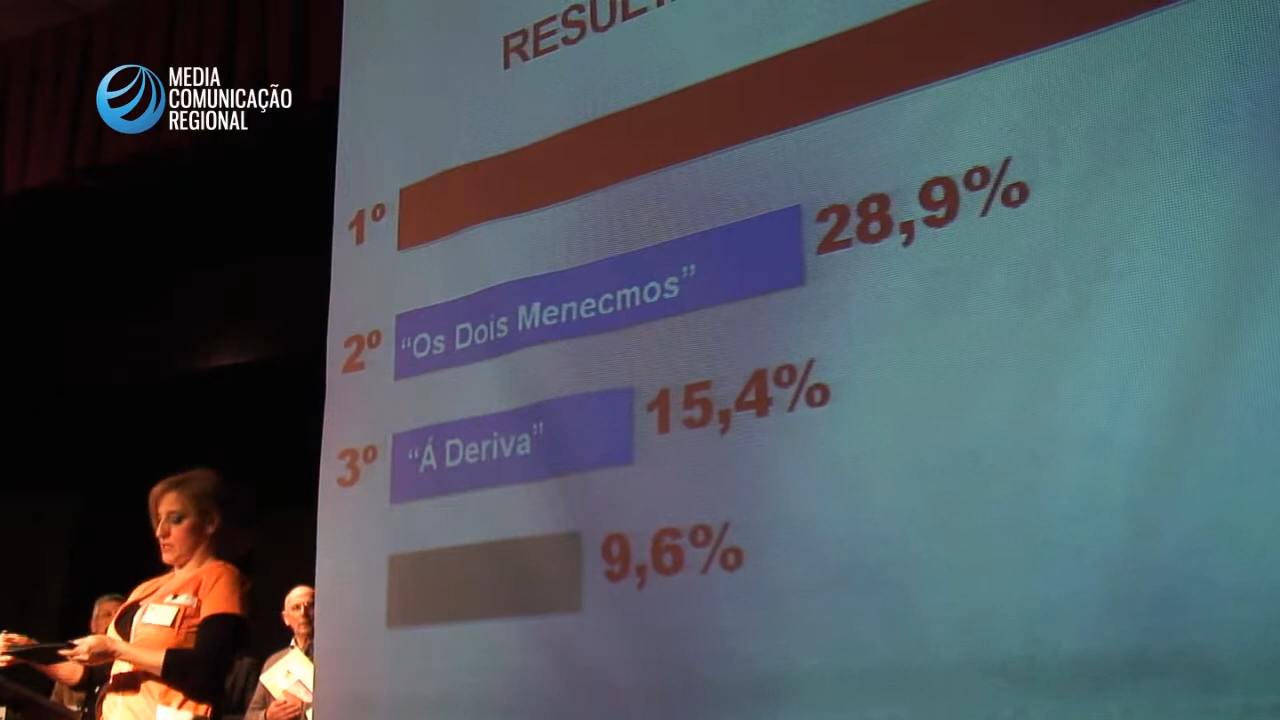 MEDIA
COMUNICAÇÃO
REGIONAL
1º
2º “Os Dois Menecmos” 28,9%
3º “Á Deriva” 15,4%
9,6%